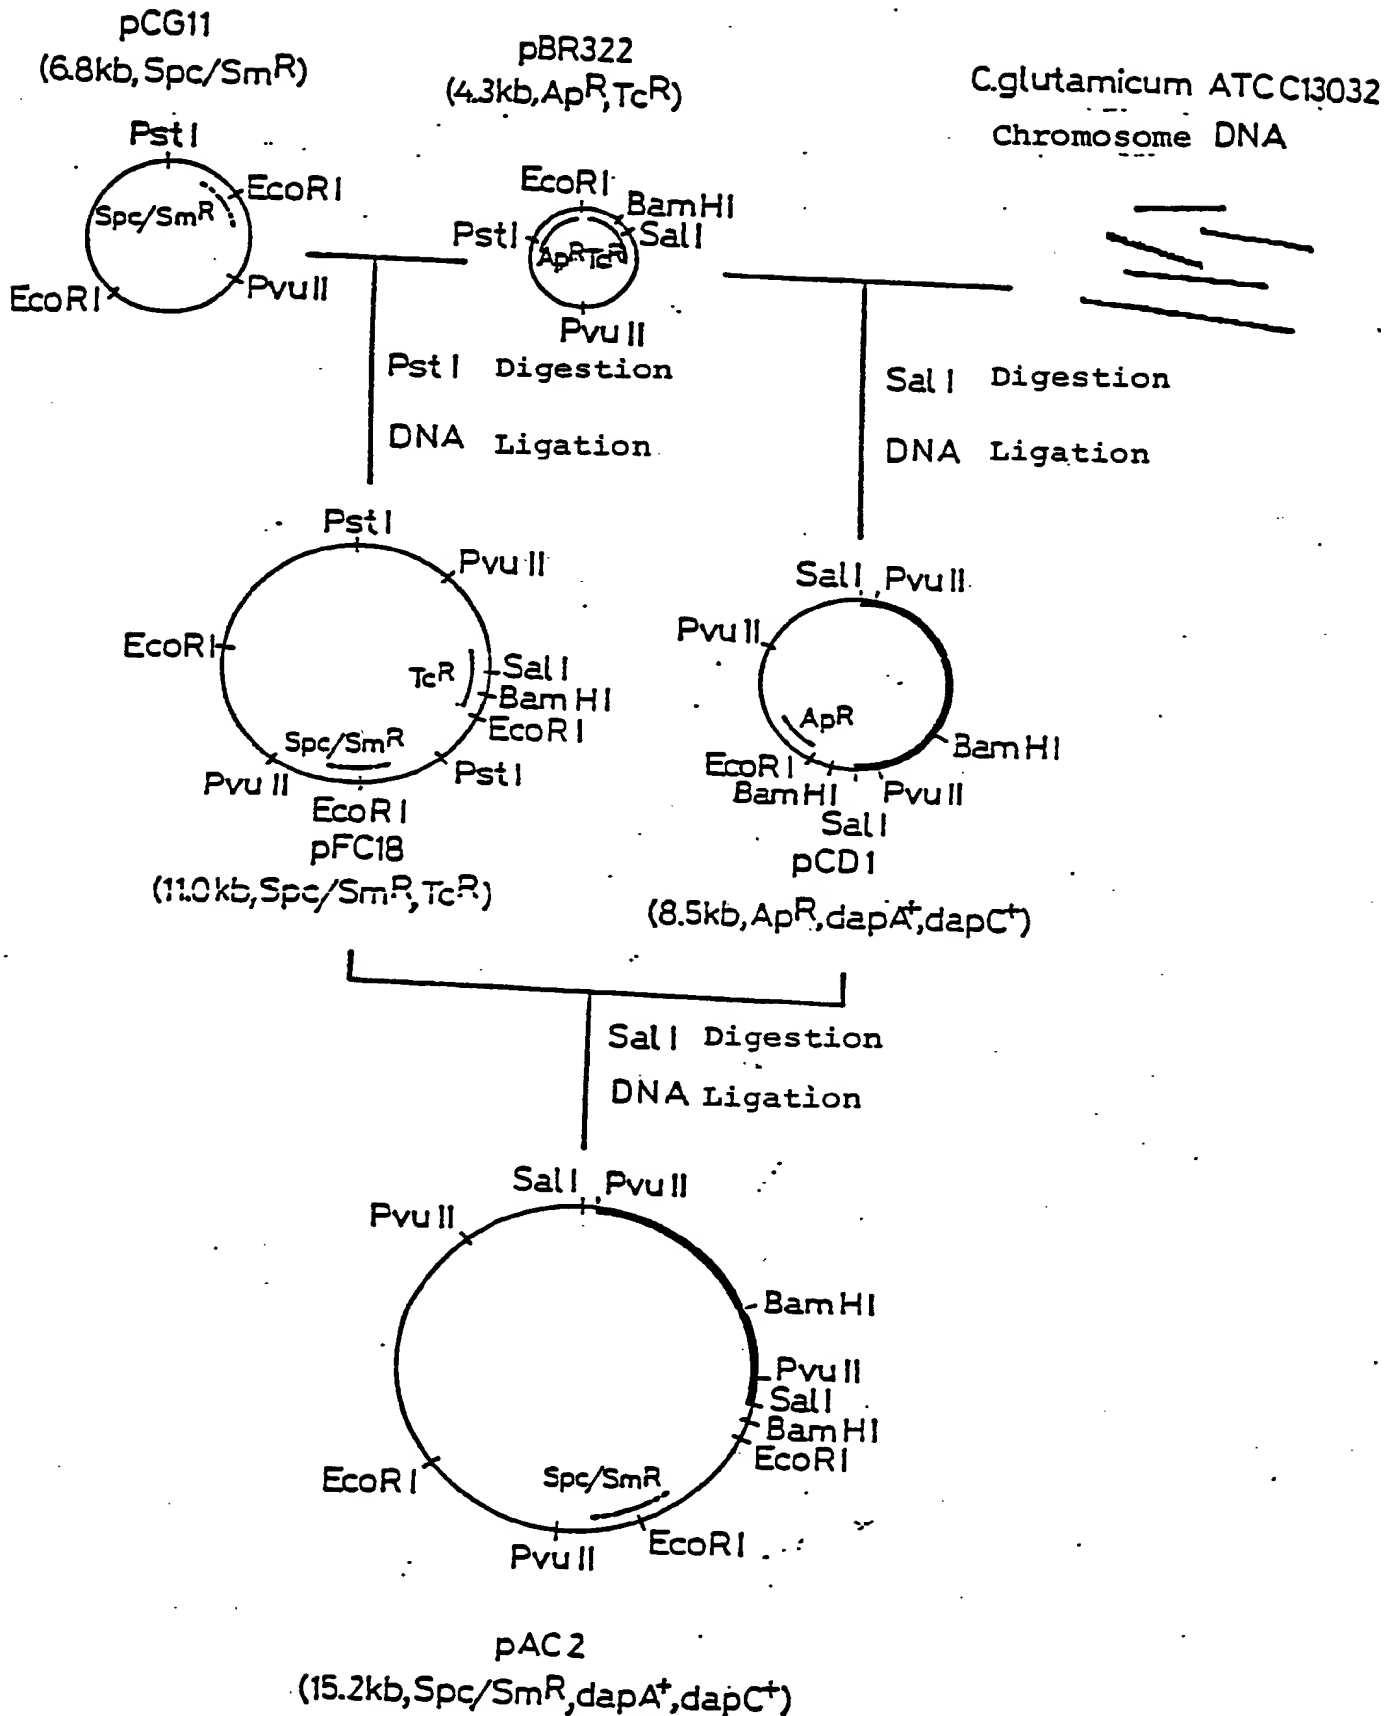 pCG11
(6.8kb,Spc/SmR)
PstI
EcoRI
Spc/SmR
EcoRI
PvuII
pBR322
(4.3kb,ApR,TcR)
EcoRI
BamHI
PstI
SalI
ApR TcR
PvuII
C.glutamicum ATCC13032
Chromosome DNA
PstI Digestion
DNA Ligation
SalI Digestion
DNA Ligation
PstI
PvuII
EcoRI
TcR
SalI
BamHI
EcoRI
Spc/SmR
PvuII
PstI
EcoRI
pFC18
(11.0kb,Spc/SmR,TcR)
SalI PvuII
PvuII
ApR
BamHI
EcoRI
BamHI
PvuII
SalI
pCD1
(8.5kb,ApR,dapA+,dapC+)
SalI Digestion
DNA Ligation
SalI PvuII
PvuII
BamHI
PvuII
SalI
BamHI
EcoRI
EcoRI
Spc/SmR
PvuII
EcoRI
pAC2
(15.2kb,Spc/SmR,dapA+,dapC+)